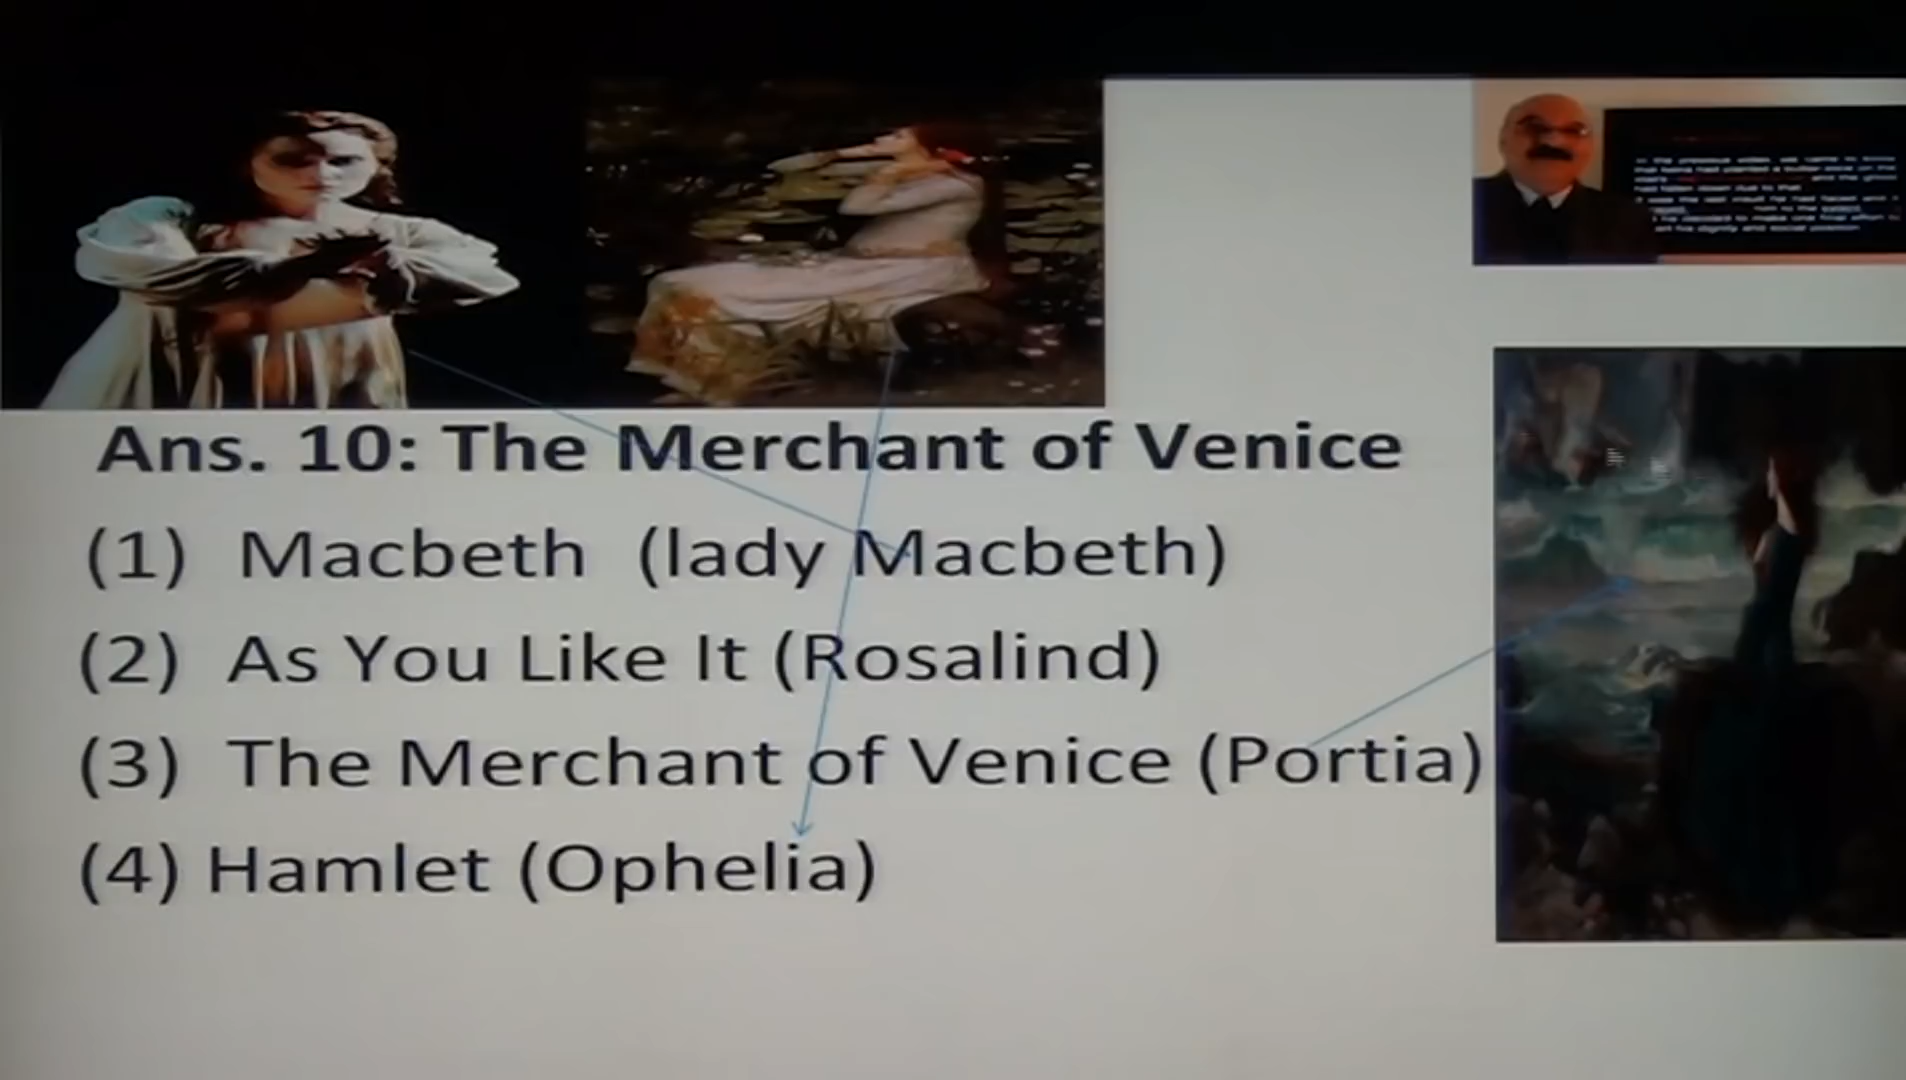 Ans. 10: The Merchant of Venice
(1) Macbeth (lady Macbeth)
(2) As You Like It (Rosalind)
(3) The Merchant of Venice (Portia)
(4) Hamlet (Ophelia)